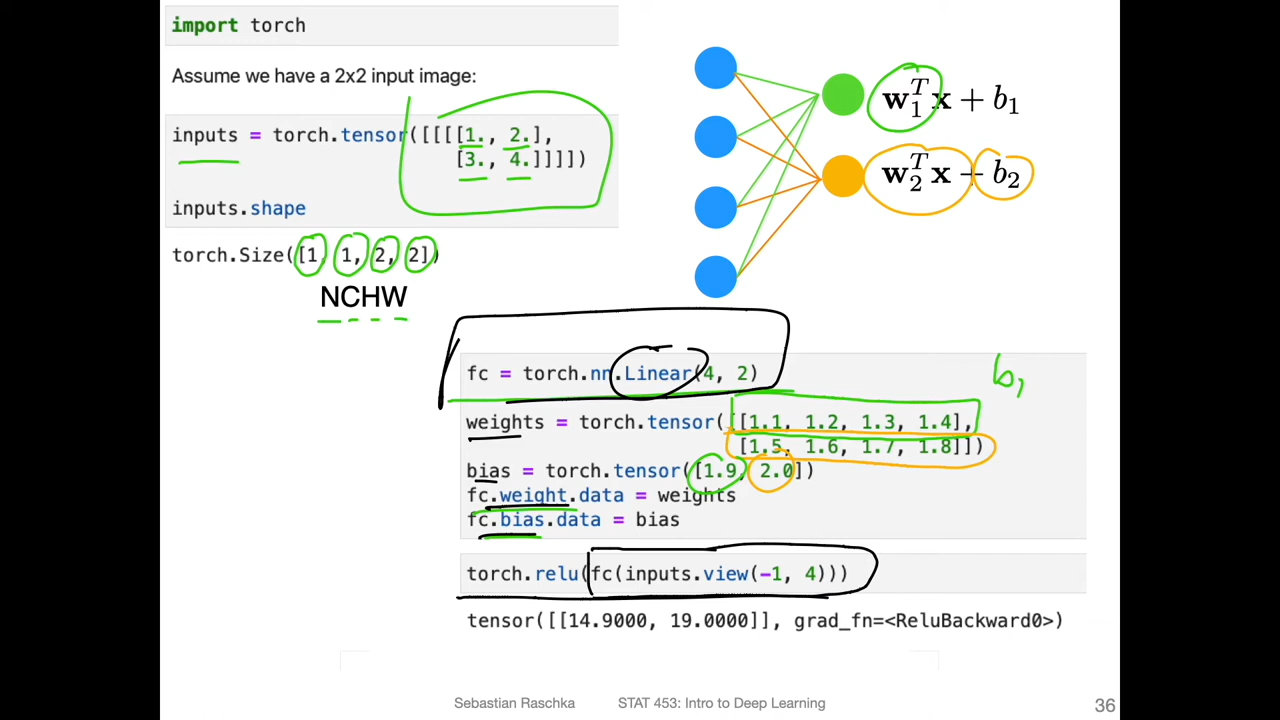 import torch
Assume we have a 2x2 input image:
inputs = torch.tensor([[[[1., 2.],
[3., 4.]]]])
inputs.shape
torch.Size([1, 1, 2, 2])
NCHW
w₁ᵀx + b₁
w₂ᵀx + b₂
fc = torch.nn.Linear(4, 2)
b,
weights = torch.tensor([[1.1, 1.2, 1.3, 1.4],
[1.5, 1.6, 1.7, 1.8]])
bias = torch.tensor([1.9, 2.0])
fc.weight.data = weights
fc.bias.data = bias
torch.relu(fc(inputs.view(-1, 4)))
tensor([[14.9000, 19.0000]], grad_fn=<ReluBackward0>)
Sebastian Raschka STAT 453: Intro to Deep Learning 36